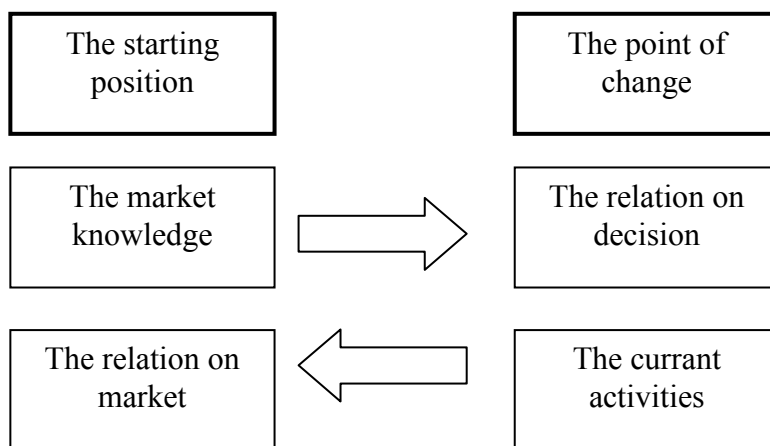 The starting
position
The point of
change
The market
knowledge
The relation on
decision
The relation on
market
The currant
activities